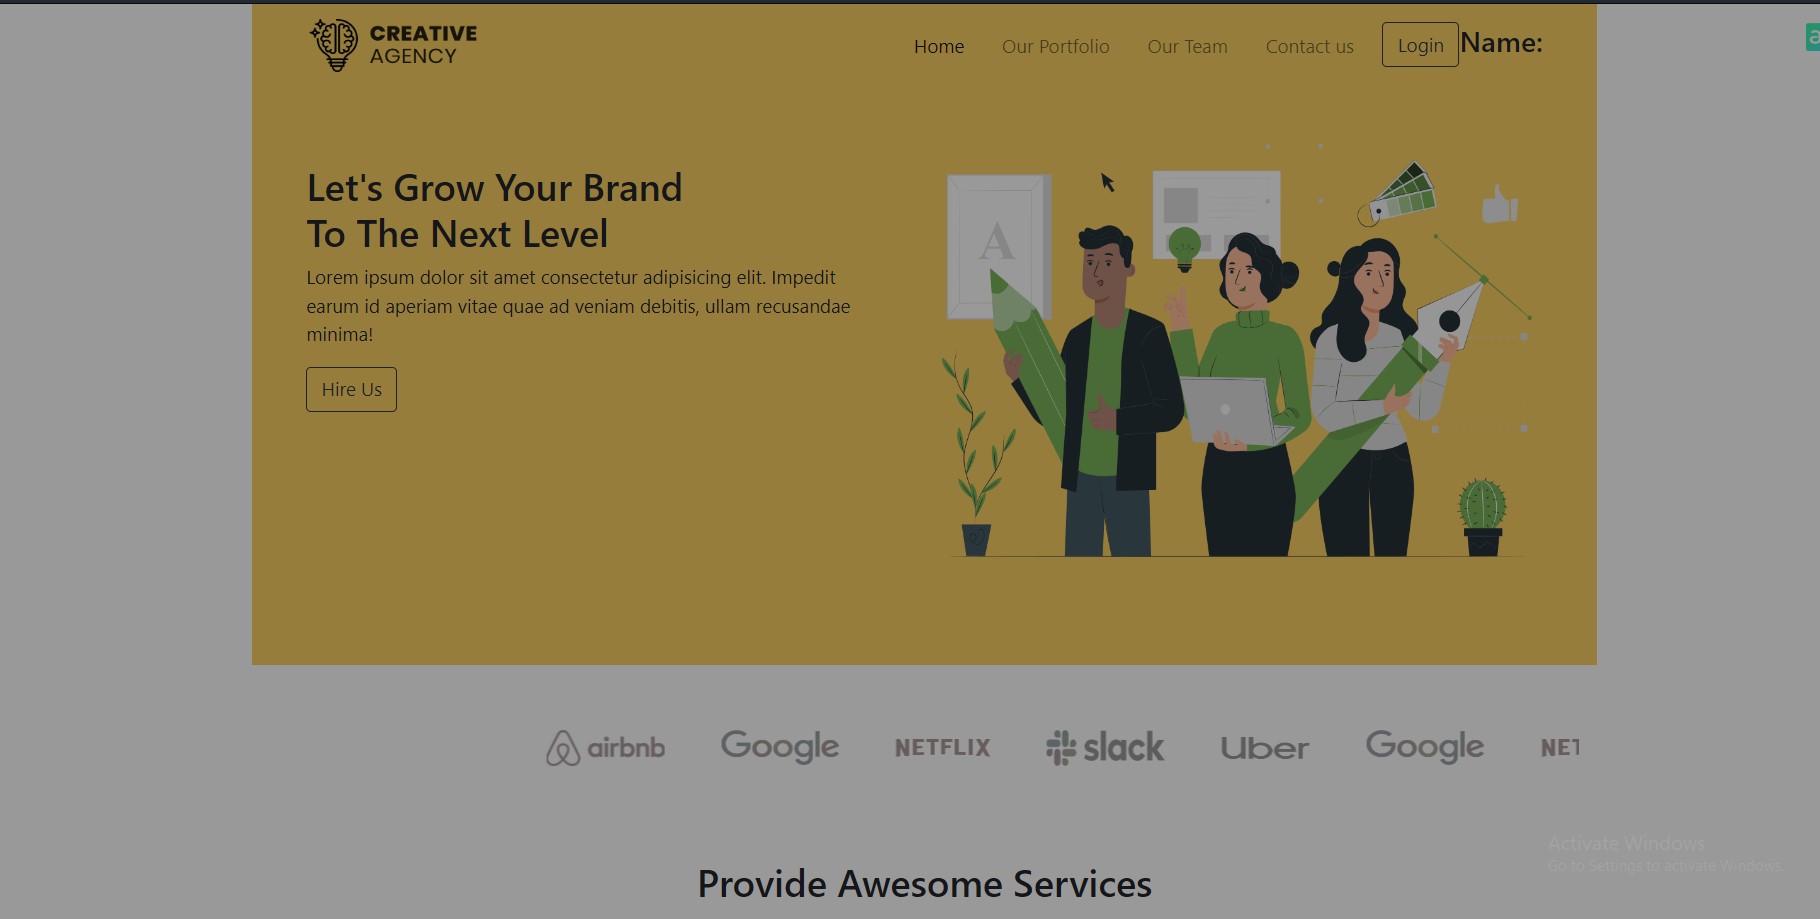 CREATIVE
AGENCY
Home
Our Portfolio
Our Team
Contact us
Login
Name:
Let's Grow Your Brand
To The Next Level
Lorem ipsum dolor sit amet consectetur adipisicing elit. Impedit
earum id aperiam vitae quae ad veniam debitis, ullam recusandae
minima!
Hire Us
A
airbnb
Google
NETFLIX
slack
Uber
Google
NET
Activate Windows
Go to Settings to activate Windows.
Provide Awesome Services